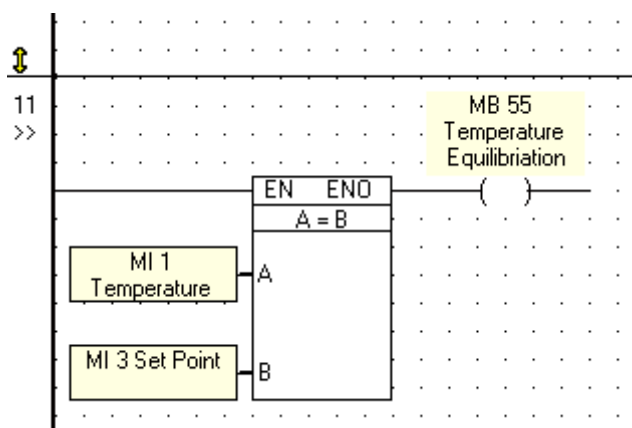 11
>>
MB 55
Temperature
Equilibriation
EN ENO
A = B
MI 1
Temperature
A
MI 3 Set Point
B